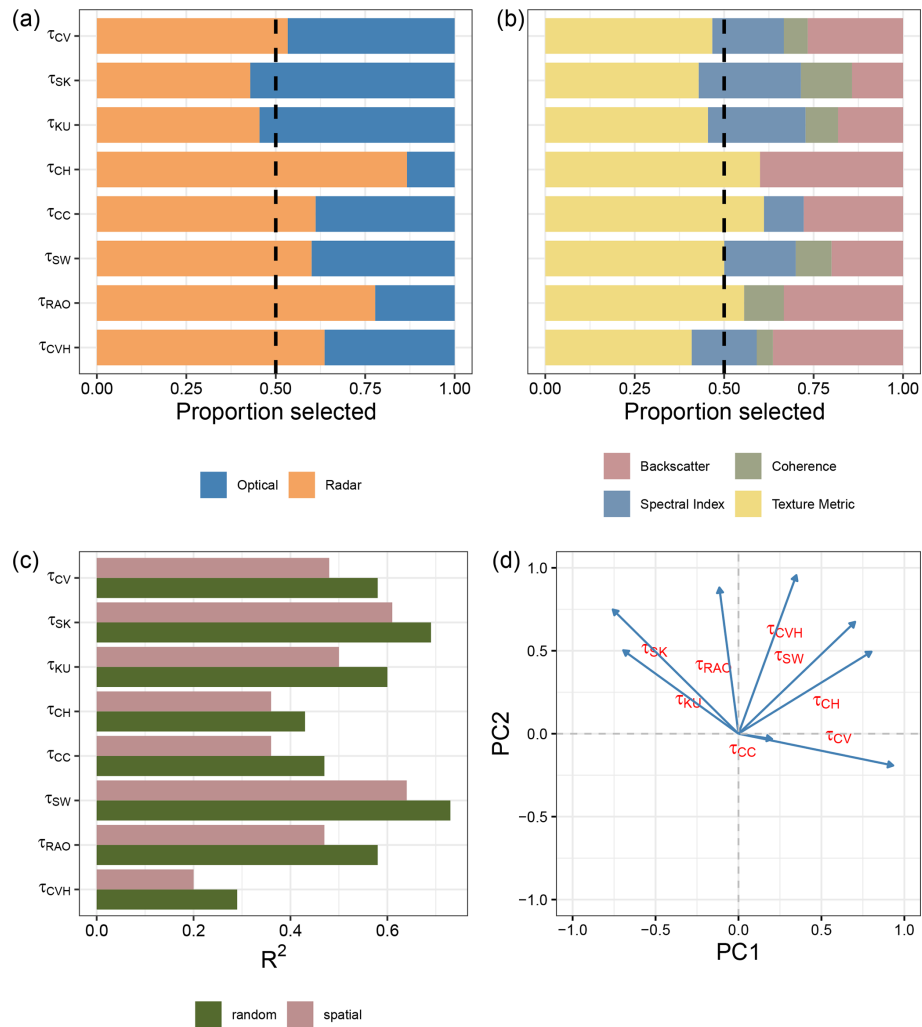 (a)
τCV
τSK
τKU
τCH
τCC
τSW
τRAO
τCVH
0.00 0.25 0.50 0.75 1.00
Proportion selected
Optical Radar
(b)
0.00 0.25 0.50 0.75 1.00
Proportion selected
Backscatter Coherence
Spectral Index Texture Metric
(c)
τCV
τSK
τKU
τCH
τCC
τSW
τRAO
τCVH
0.0 0.2 0.4 0.6
R²
random spatial
(d)
1.0
0.5
0.0
−0.5
−1.0
PC2
τCVH
τSK
τSW
τRAO
τKU
τCH
τCV
τCC
−1.0 −0.5 0.0 0.5 1.0
PC1